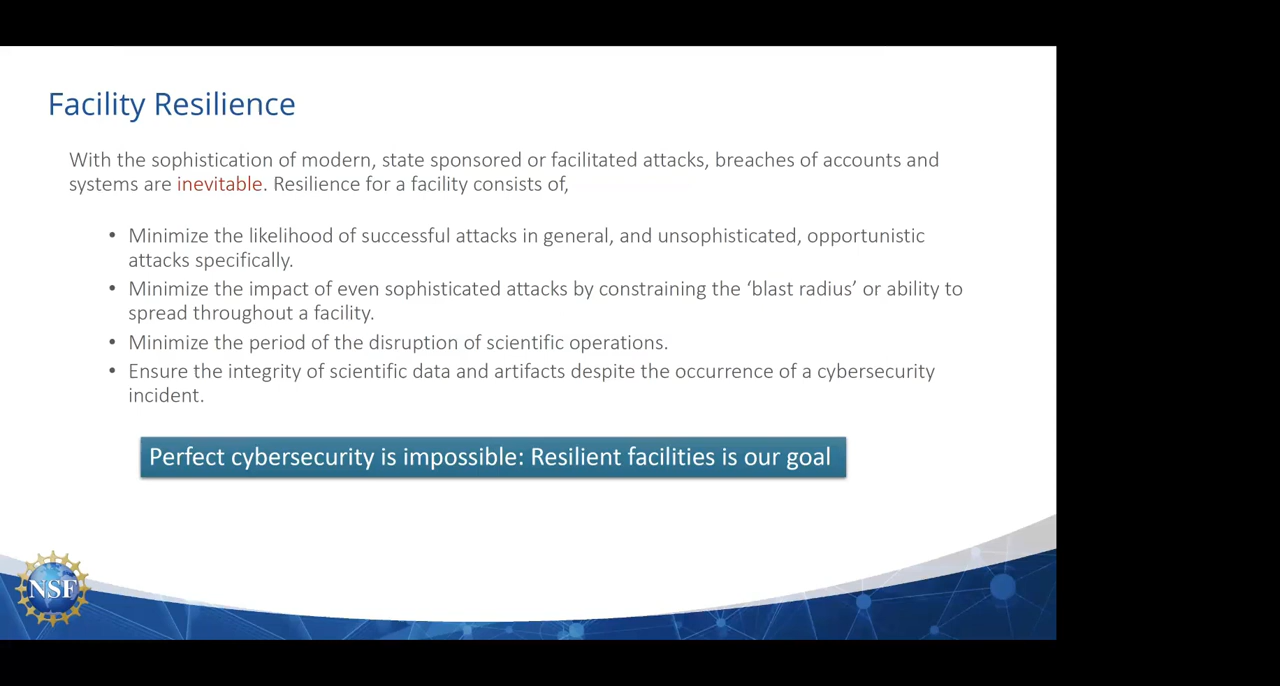 Facility Resilience
With the sophistication of modern, state sponsored or facilitated attacks, breaches of accounts and
systems are inevitable. Resilience for a facility consists of,
• Minimize the likelihood of successful attacks in general, and unsophisticated, opportunistic
attacks specifically.
• Minimize the impact of even sophisticated attacks by constraining the ‘blast radius’ or ability to
spread throughout a facility.
• Minimize the period of the disruption of scientific operations.
• Ensure the integrity of scientific data and artifacts despite the occurrence of a cybersecurity
incident.
Perfect cybersecurity is impossible: Resilient facilities is our goal
NSF